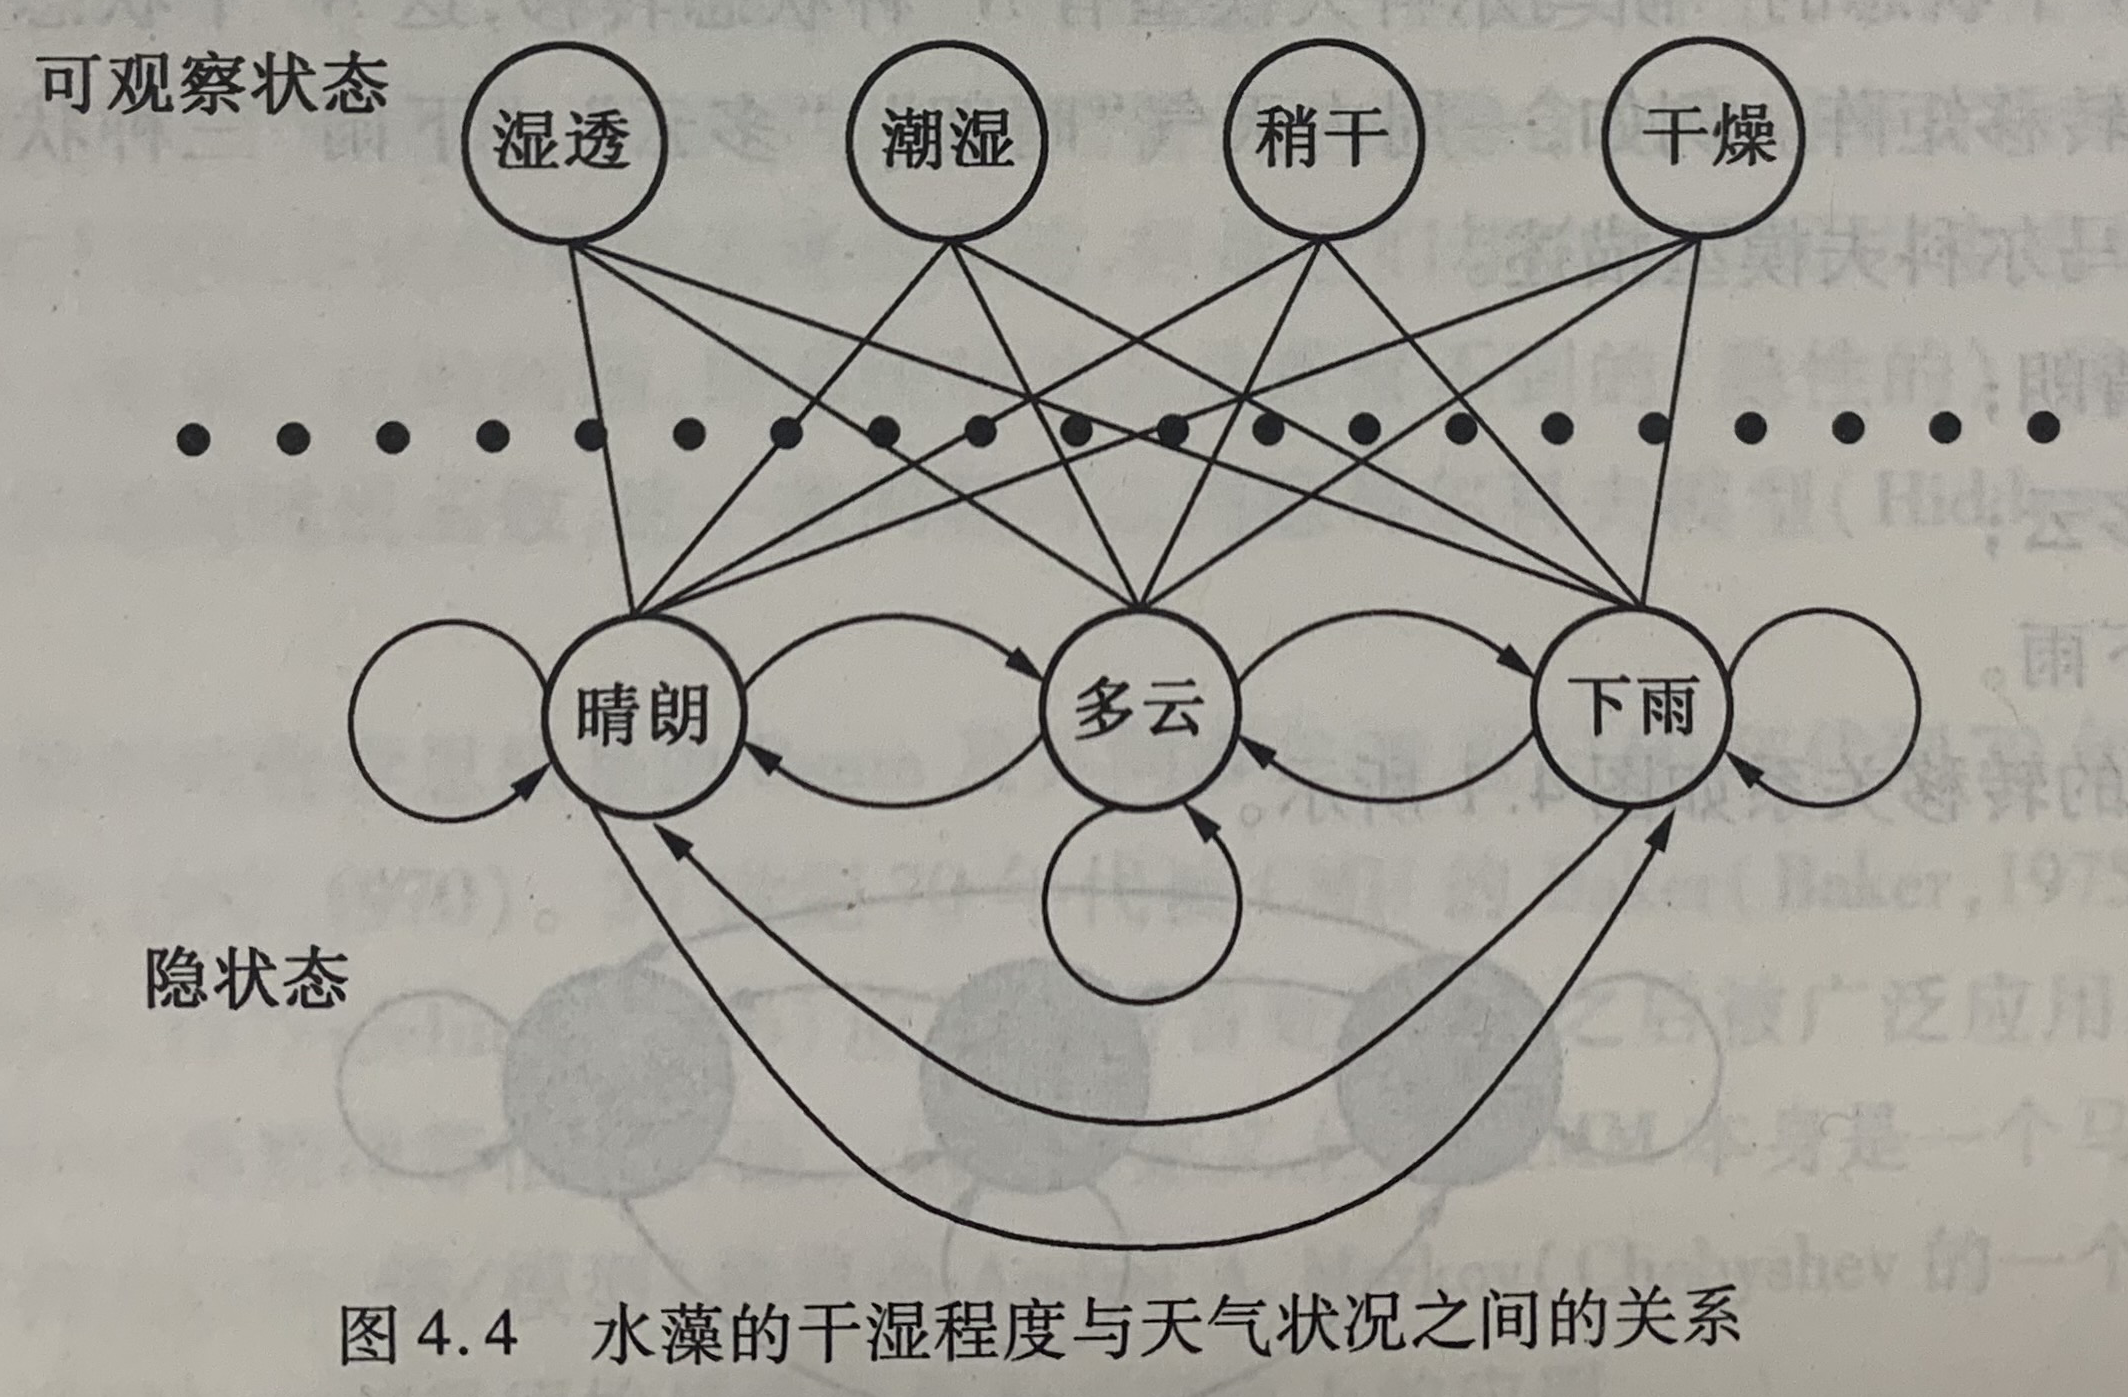 可观察状态
湿透
潮湿
稍干
干燥
晴朗
多云
下雨
隐状态
图4.4 水藻的干湿程度与天气状况之间的关系